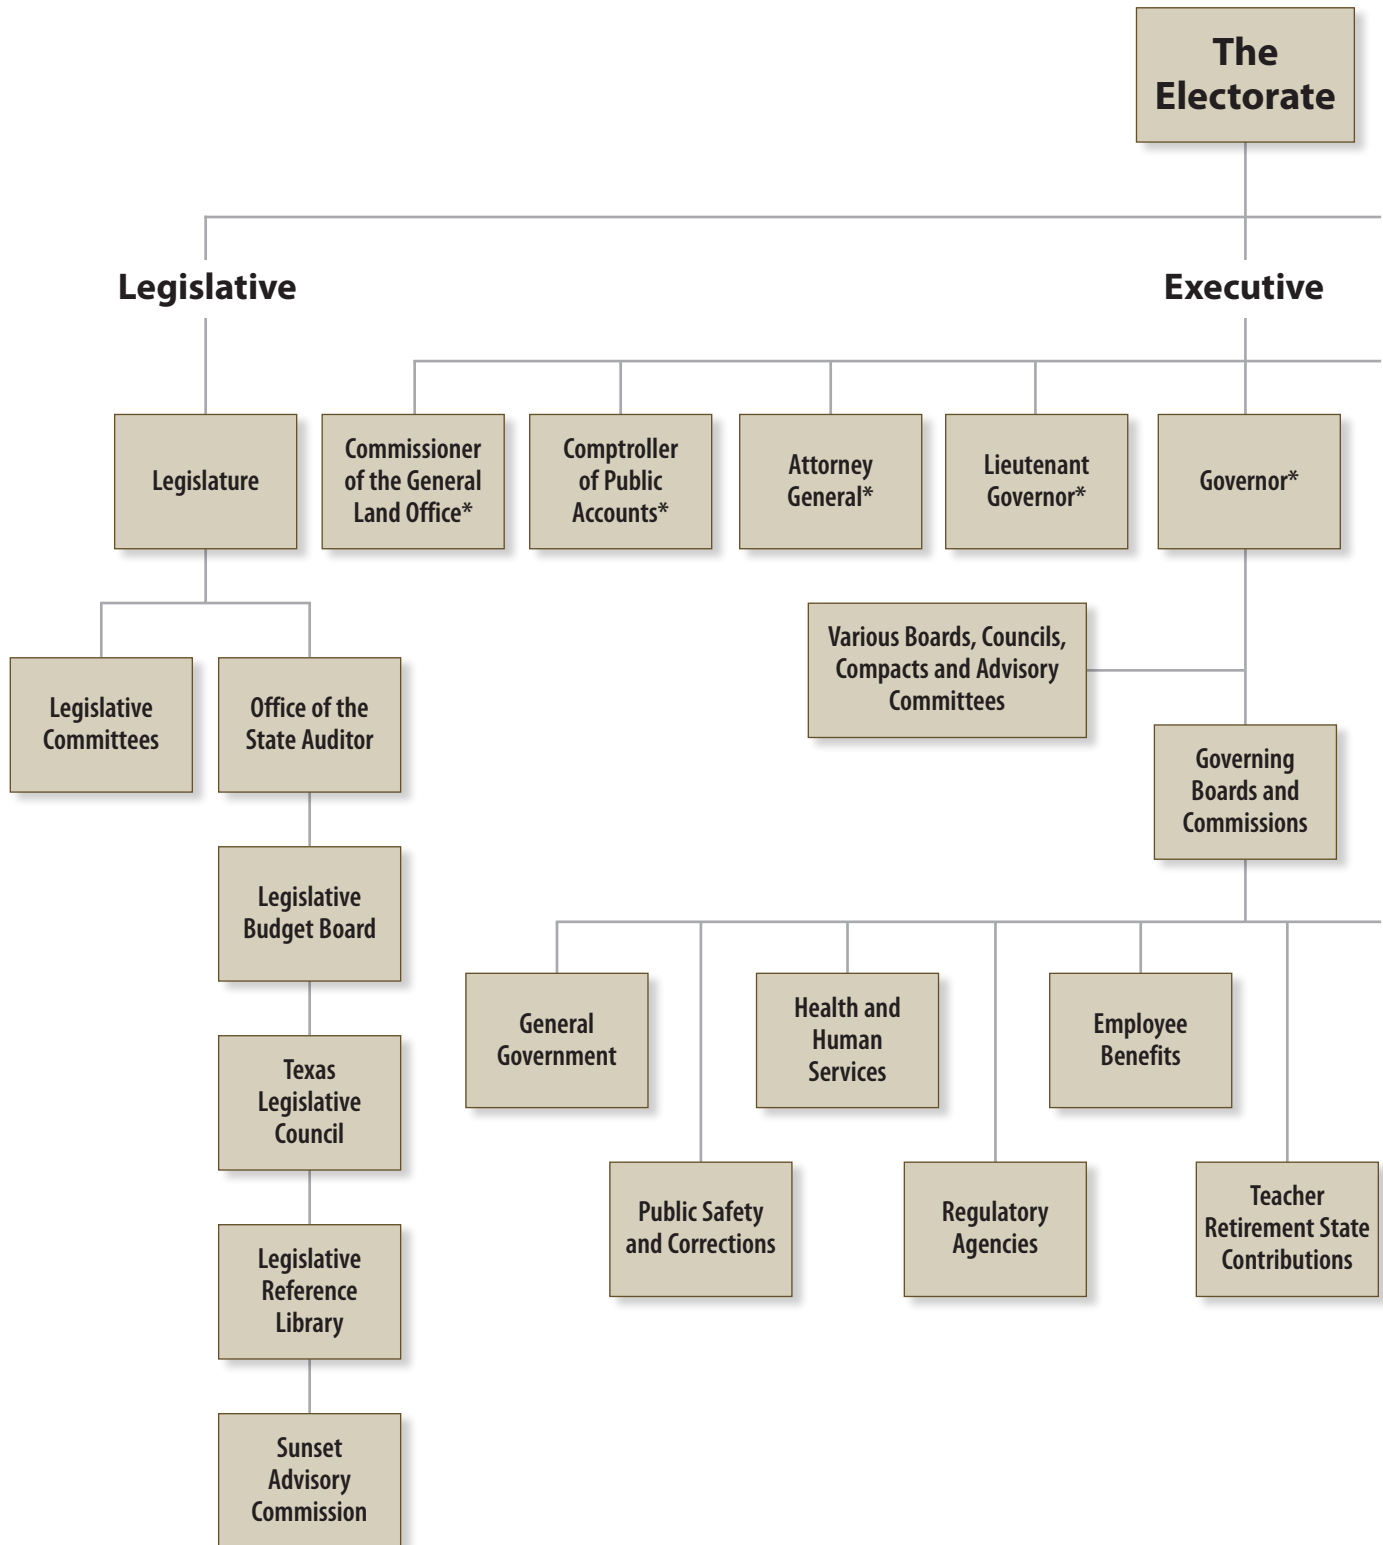 The
Electorate
Legislative
Executive
Legislature
Commissioner
of the General
Land Office*
Comptroller
of Public
Accounts*
Attorney
General*
Lieutenant
Governor*
Governor*
Various Boards, Councils,
Compacts and Advisory
Committees
Legislative
Committees
Office of the
State Auditor
Governing
Boards and
Commissions
Legislative
Budget Board
General
Government
Health and
Human
Services
Employee
Benefits
Texas
Legislative
Council
Public Safety
and Corrections
Regulatory
Agencies
Teacher
Retirement State
Contributions
Legislative
Reference
Library
Sunset
Advisory
Commission